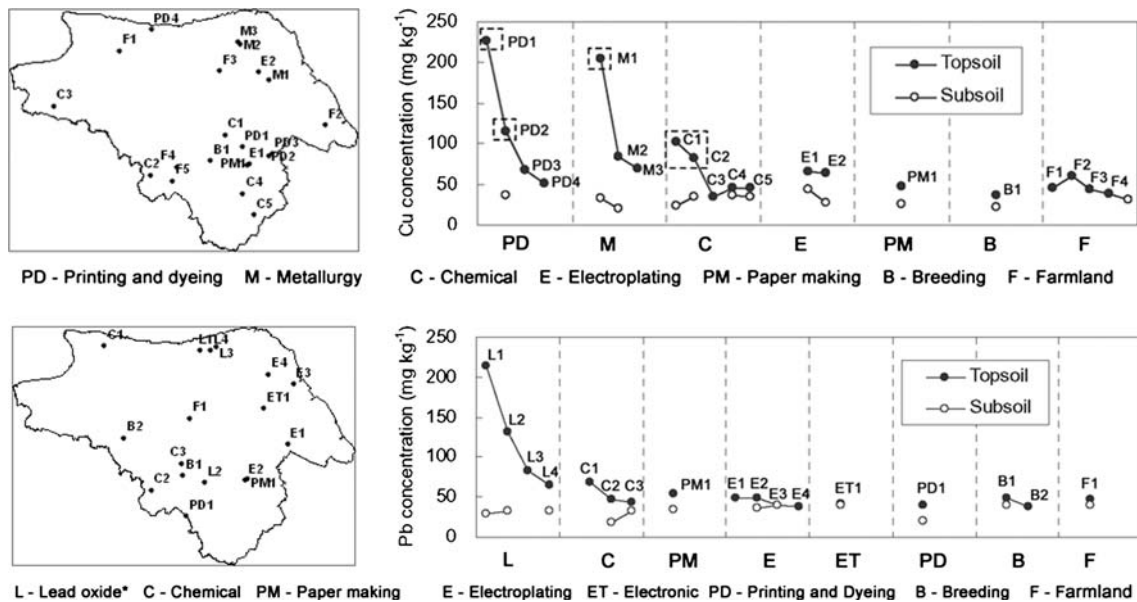 PD4
F1
M3
M2
F3
E2
M1
C3
F2
C1
PD1
PD3
B1
E1
PD2
PM1
F4
C2
F5
C4
C5
Cu concentration (mg kg⁻¹)
250
200
150
100
50
0
PD1
PD2
PD3
PD4
M1
M2
M3
C1
C2
C3
C4
C5
E1
E2
PM1
B1
F1
F2
F3
F4
Topsoil
Subsoil
PD M C E PM B F
PD - Printing and dyeing M - Metallurgy C - Chemical E - Electroplating PM - Paper making B - Breeding F - Farmland
C1
L1
L4
L3
E4
E3
ET1
F1
B2
E1
C3
B1
L2
E2
C2
PM1
PD1
Pb concentration (mg kg⁻¹)
250
200
150
100
50
0
L1
L2
L3
L4
C1
C2
C3
PM1
E1
E2
E3
E4
ET1
PD1
B1
B2
F1
Topsoil
Subsoil
L C PM E ET PD B F
L - Lead oxide* C - Chemical PM - Paper making E - Electroplating ET - Electronic PD - Printing and Dyeing B - Breeding F - Farmland